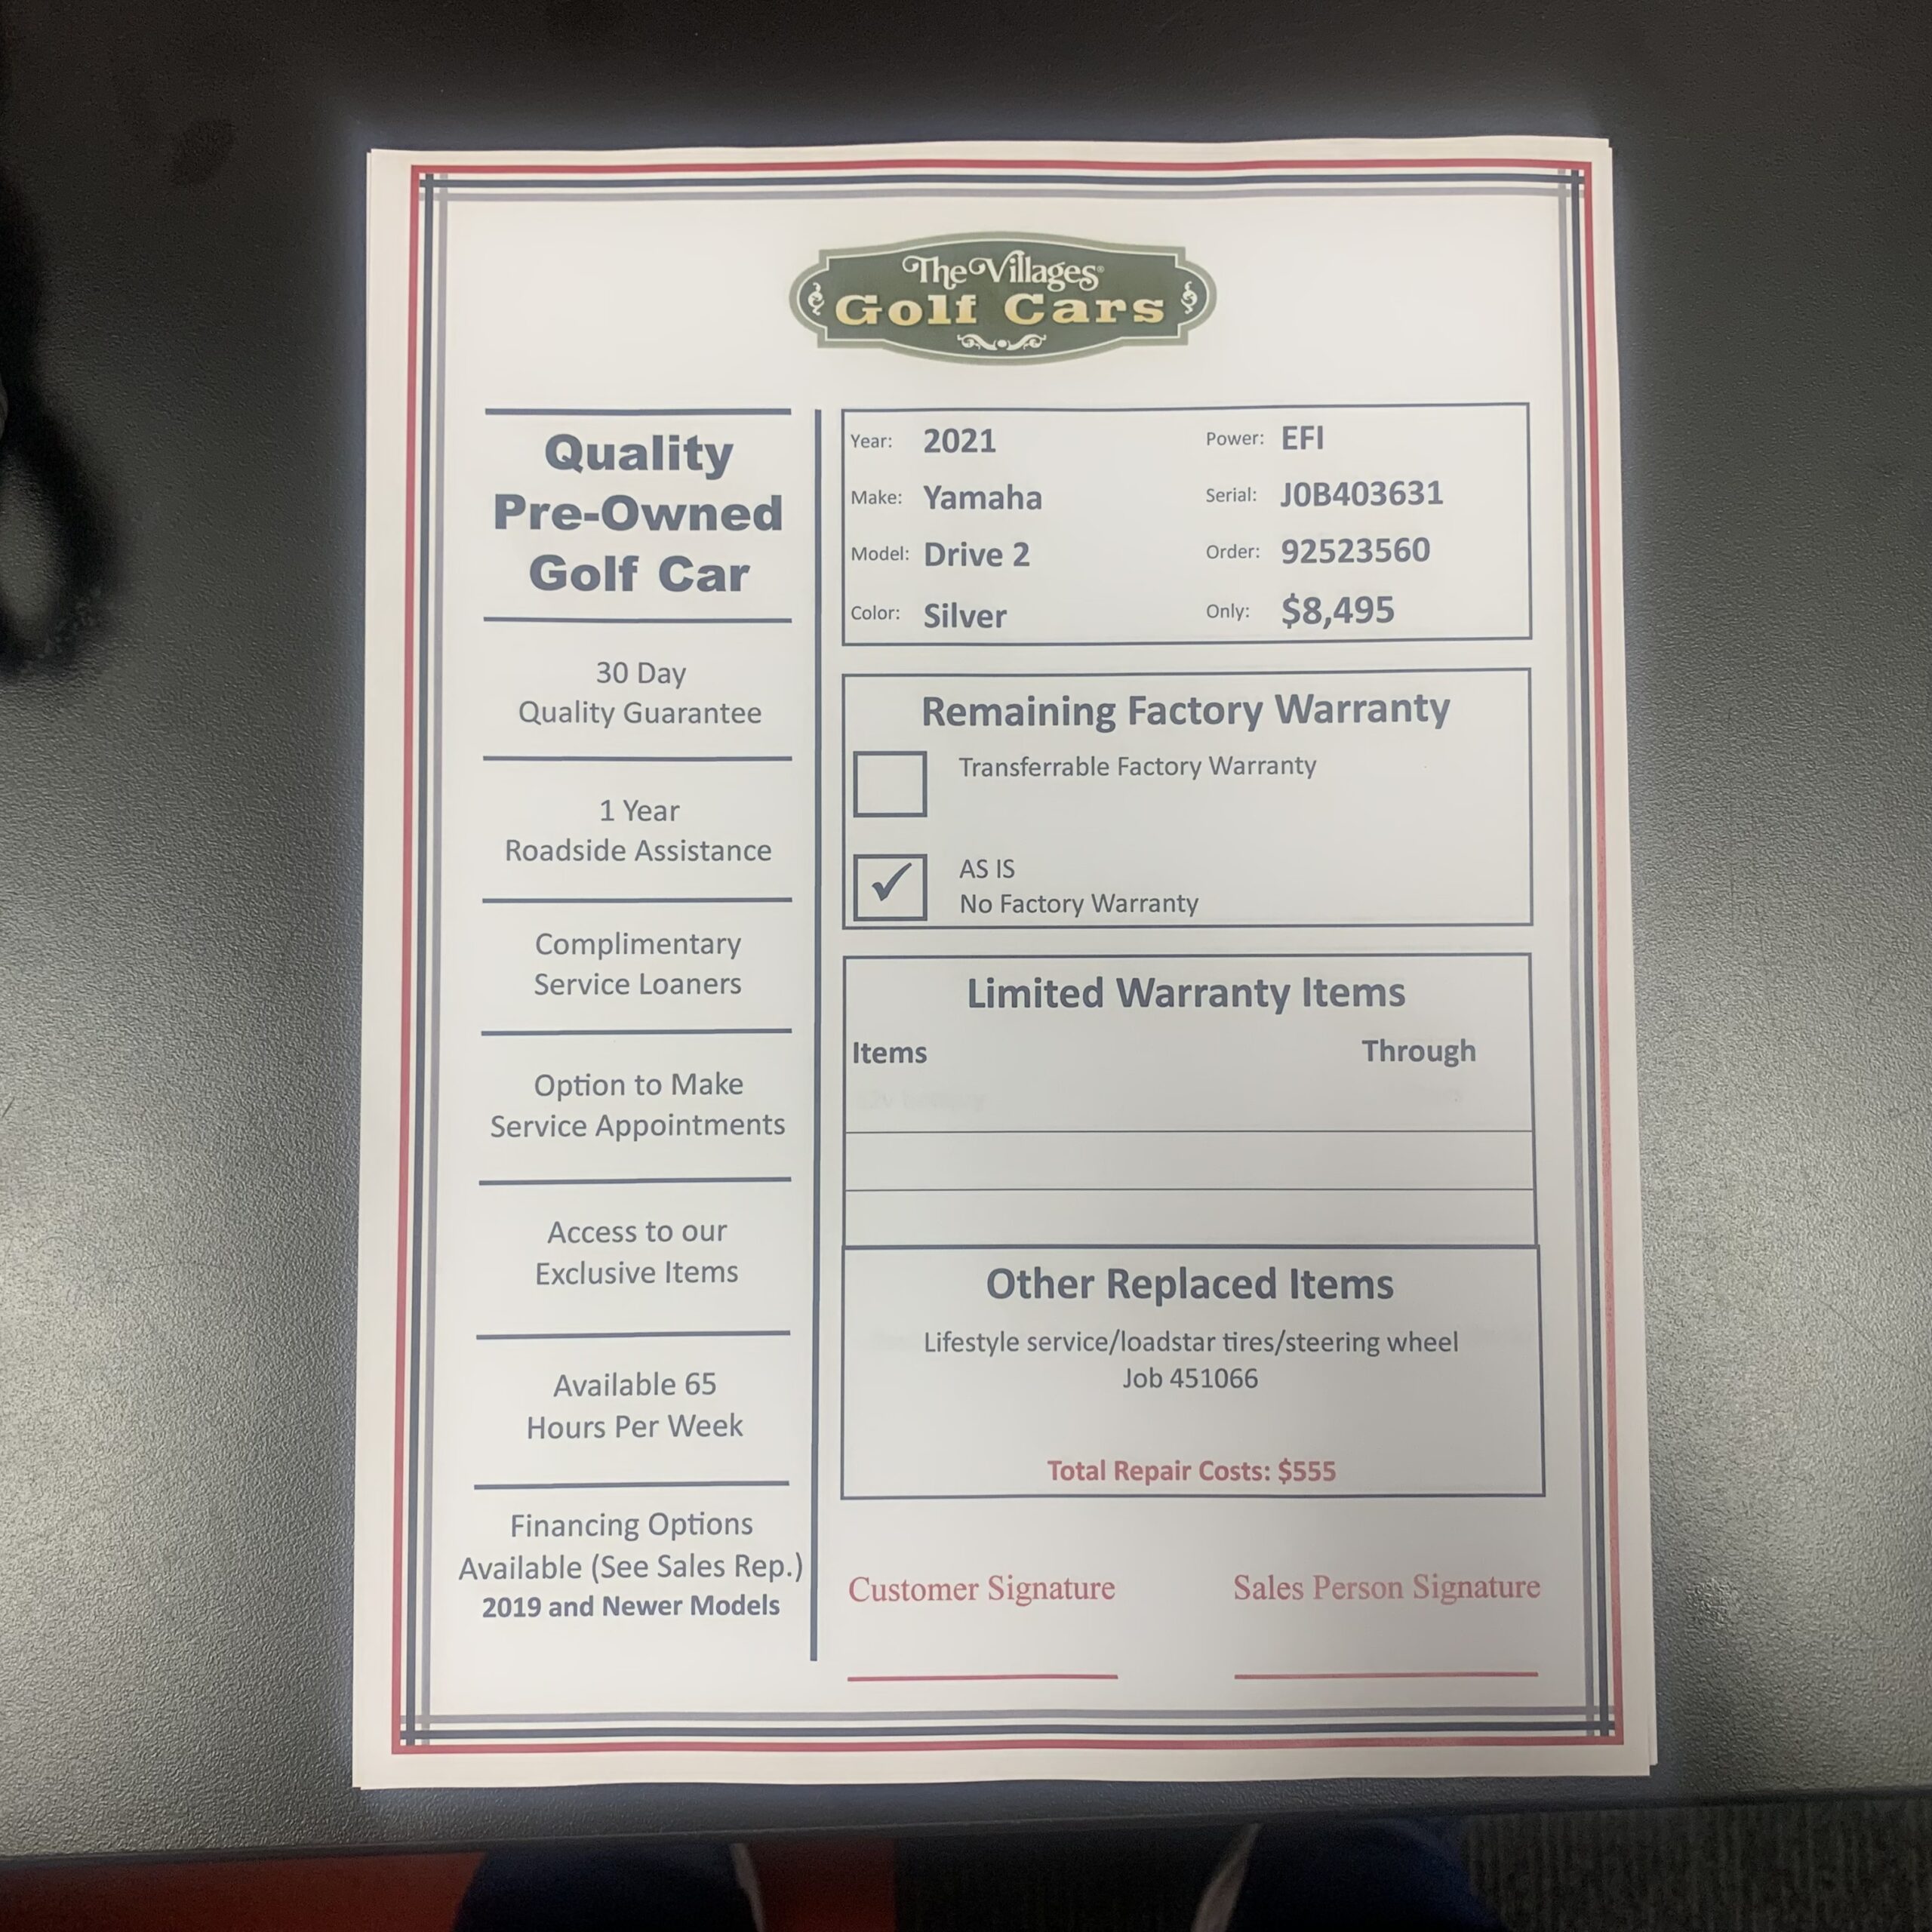 The Villages®
Golf Cars
Quality
Pre-Owned
Golf Car
30 Day
Quality Guarantee
1 Year
Roadside Assistance
Complimentary
Service Loaners
Option to Make
Service Appointments
Access to our
Exclusive Items
Available 65
Hours Per Week
Financing Options
Available (See Sales Rep.)
2019 and Newer Models
Year: 2021 Power: EFI
Make: Yamaha Serial: J0B403631
Model: Drive 2 Order: 92523560
Color: Silver Only: $8,495
Remaining Factory Warranty
Transferrable Factory Warranty
✓ AS IS
No Factory Warranty
Limited Warranty Items
Items Through
Other Replaced Items
Lifestyle service/loadstar tires/steering wheel
Job 451066
Total Repair Costs: $555
Customer Signature Sales Person Signature